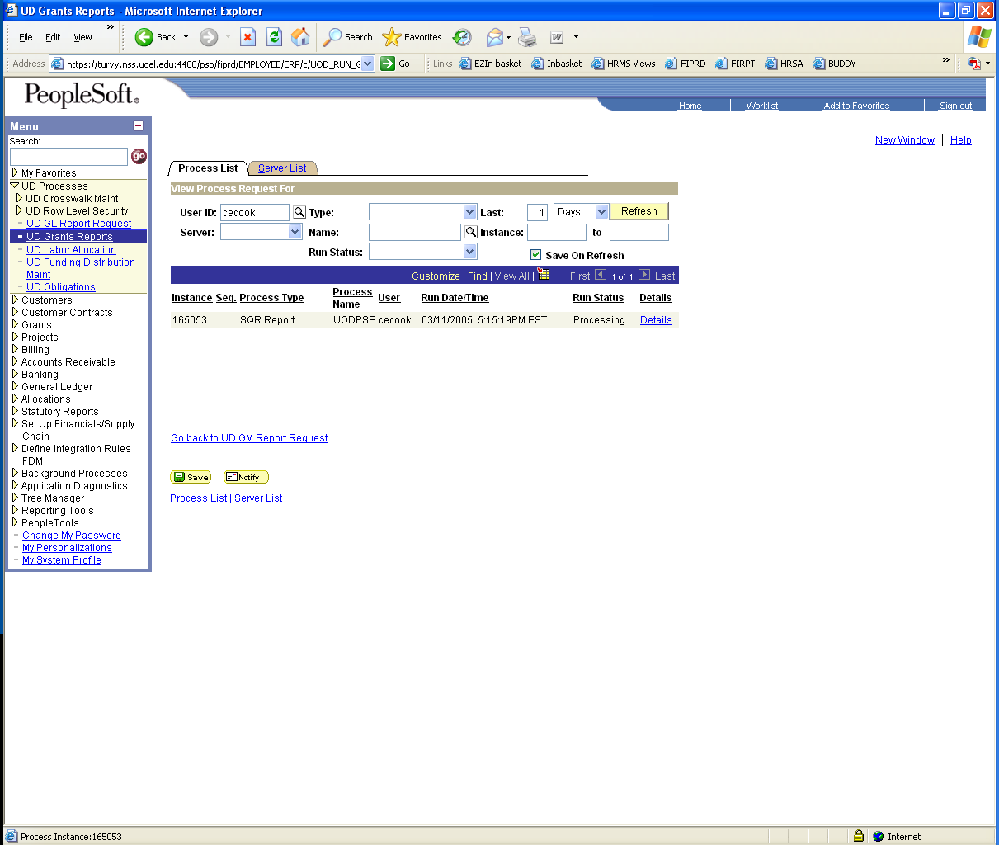 UD Grants Reports - Microsoft Internet Explorer
File Edit View »
Back Search Favorites
Address https://turvy.nss.udel.edu:4480/psp/fiprd/EMPLOYEE/ERP/c/UOD_RUN_G Go Links EZIn basket Inbasket HRMS Views FIPRD FIRPT HRSA BUDDY »
PeopleSoft®
Home Worklist Add to Favorites Sign out
New Window | Help
Menu
Search:
go
My Favorites
UD Processes
UD Crosswalk Maint
UD Row Level Security
UD GL Report Request
UD Grants Reports
UD Labor Allocation
UD Funding Distribution
Maint
UD Obligations
Customers
Customer Contracts
Grants
Projects
Billing
Accounts Receivable
Banking
General Ledger
Allocations
Statutory Reports
Set Up Financials/Supply
Chain
Define Integration Rules
FDM
Background Processes
Application Diagnostics
Tree Manager
Reporting Tools
PeopleTools
Change My Password
My Personalizations
My System Profile
Process List Server List
View Process Request For
User ID: cecook Type: Last: 1 Days Refresh
Server: Name: Instance: to
Run Status: Save On Refresh
Customize | Find | View All | First 1 of 1 Last
Instance Seq. Process Type Process Name User Run Date/Time Run Status Details
165053 SQR Report UODPSE cecook 03/11/2005 5:15:19PM EST Processing Details
Go back to UD GM Report Request
Save Notify
Process List | Server List
Process Instance:165053 Internet